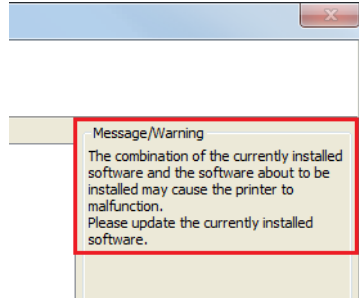 Message/Warning
The combination of the currently installed
software and the software about to be
installed may cause the printer to
malfunction.
Please update the currently installed
software.